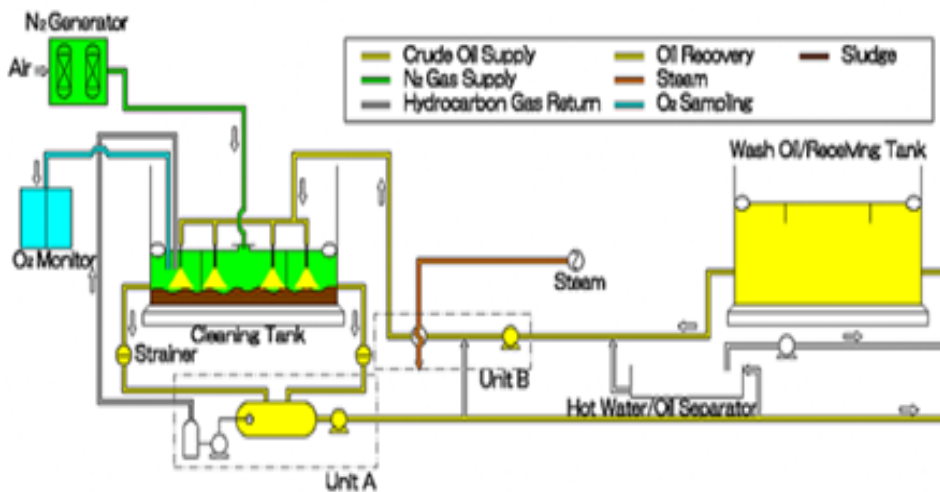 N₂ Generator
Air
Crude Oil Supply
Oil Recovery
Sludge
N₂ Gas Supply
Steam
Hydrocarbon Gas Return
O₂ Sampling
Wash Oil/Receiving Tank
O₂ Monitor
Steam
Cleaning Tank
Strainer
Unit B
Hot Water/Oil Separator
Unit A